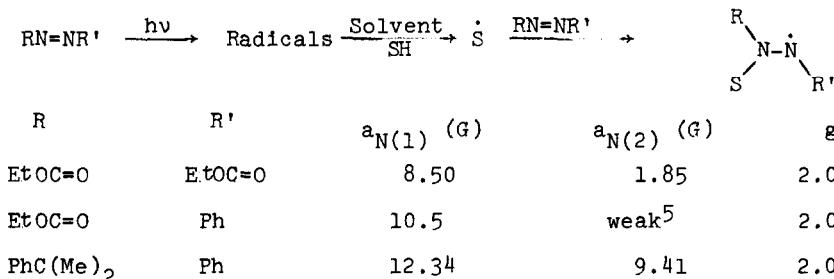 RN=NR' hν → Radicals Solvent SH → Ṡ RN=NR' → R S N–Ṅ R'
R R' a_N(1) (G) a_N(2) (G) g
EtOC=O EtOC=O 8.50 1.85 2.0
EtOC=O Ph 10.5 weak⁵ 2.0
PhC(Me)₂ Ph 12.34 9.41 2.0